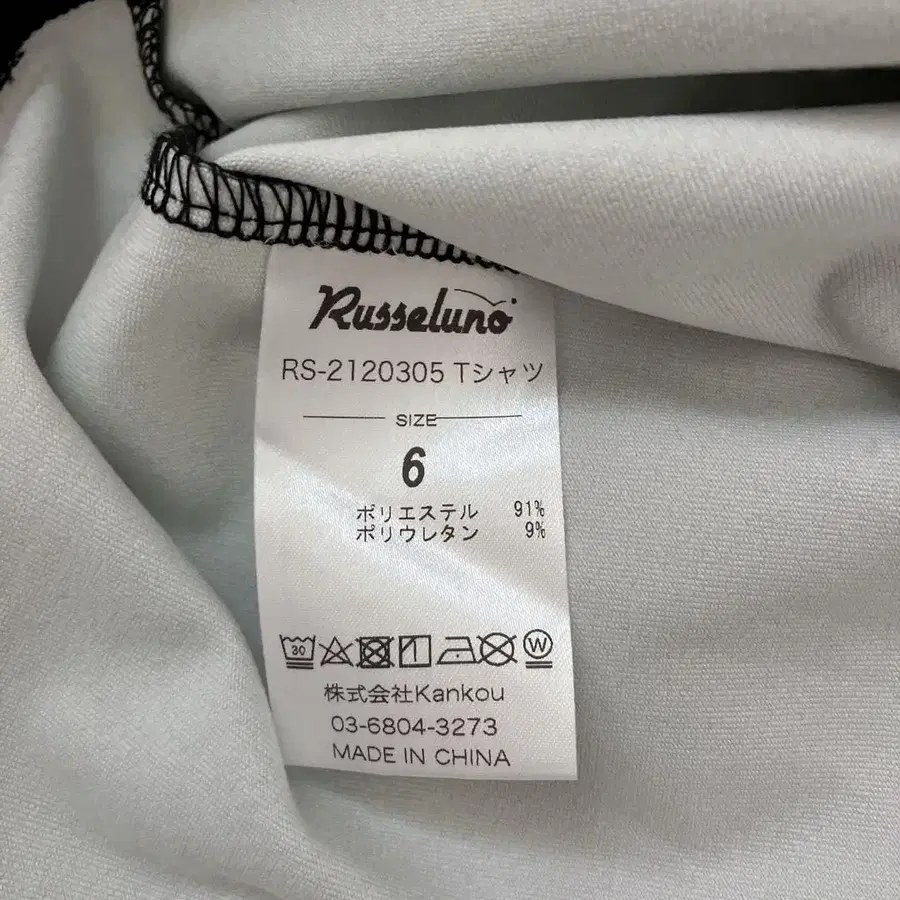 Russeluno
RS-2120305 Tシャツ
SIZE
6
ポリエステル 91%
ポリウレタン 9%
30
W
株式会社Kankou
03-6804-3273
MADE IN CHINA